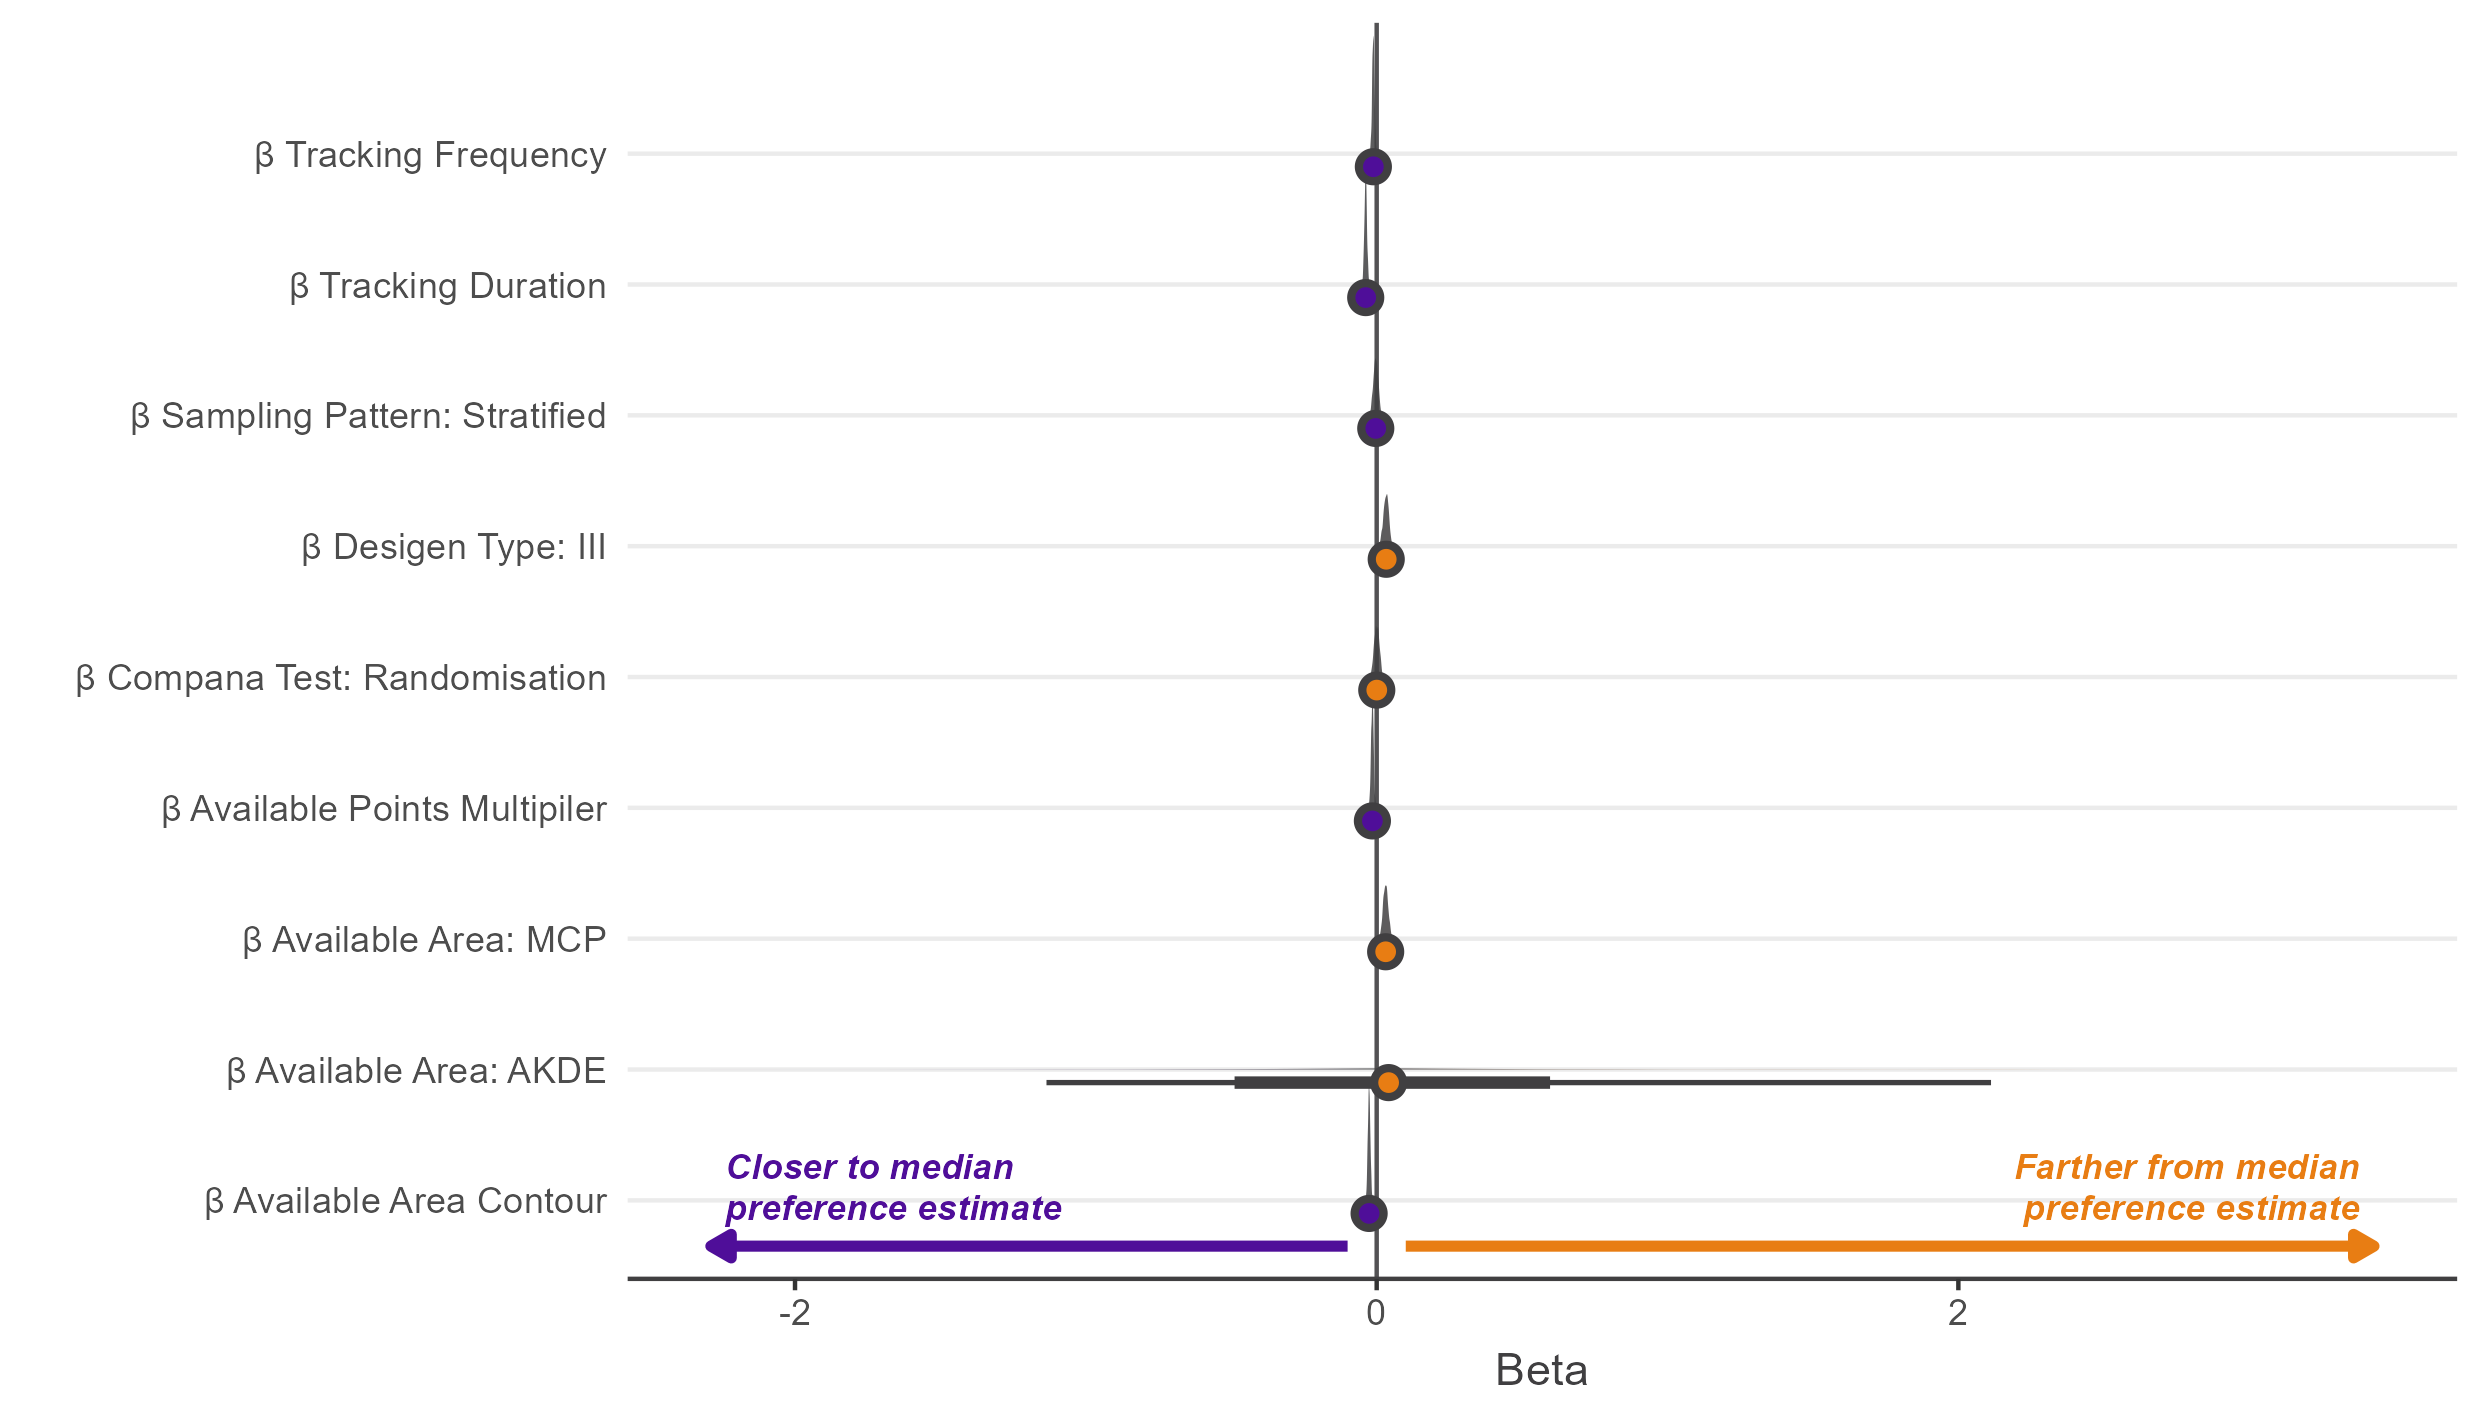 β Tracking Frequency
β Tracking Duration
β Sampling Pattern: Stratified
β Desigen Type: III
β Compana Test: Randomisation
β Available Points Multipiler
β Available Area: MCP
β Available Area: AKDE
β Available Area Contour
Closer to median
preference estimate
Farther from median
preference estimate
-2
0
2
Beta